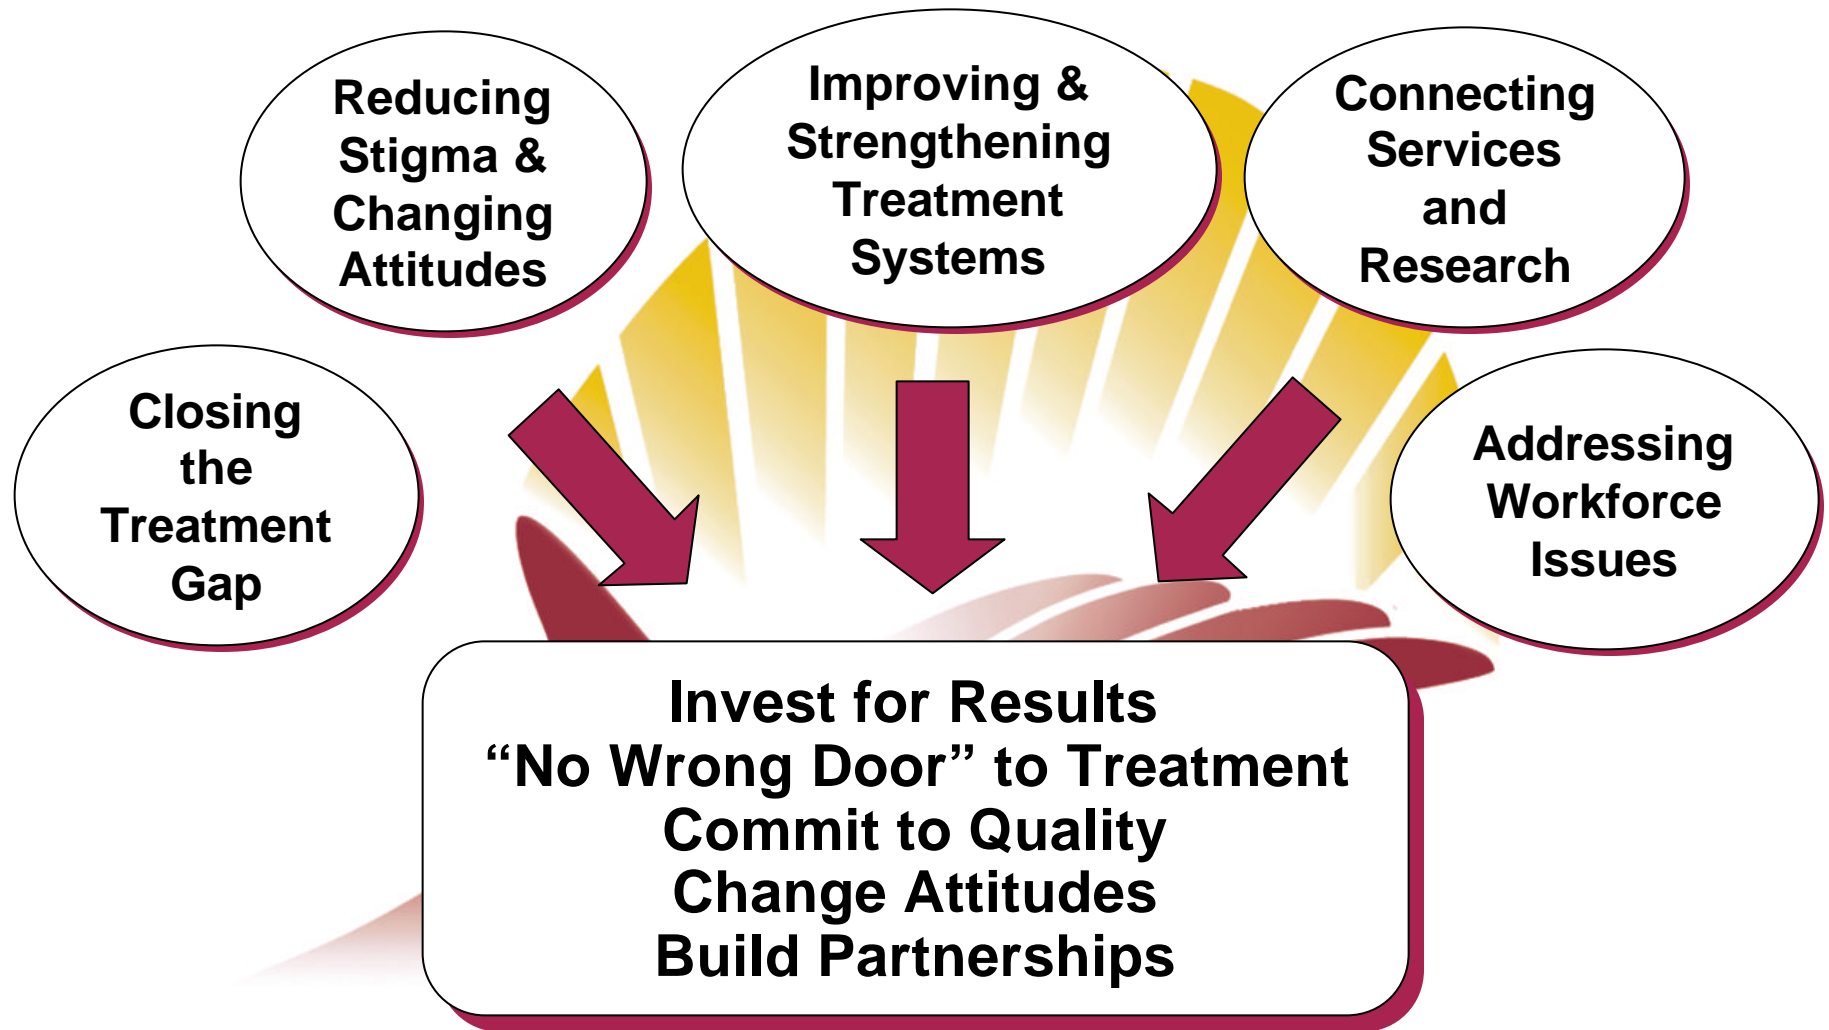 Reducing
Stigma &
Changing
Attitudes
Improving &
Strengthening
Treatment
Systems
Connecting
Services
and
Research
Closing
the
Treatment
Gap
Addressing
Workforce
Issues
Invest for Results
“No Wrong Door” to Treatment
Commit to Quality
Change Attitudes
Build Partnerships